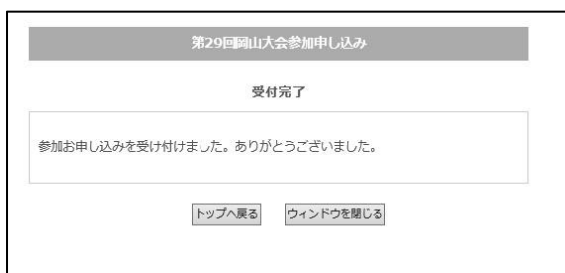 第29回岡山大会参加申し込み
受付完了
参加お申し込みを受け付けました。ありがとうございました。
トップへ戻る ウィンドウを閉じる